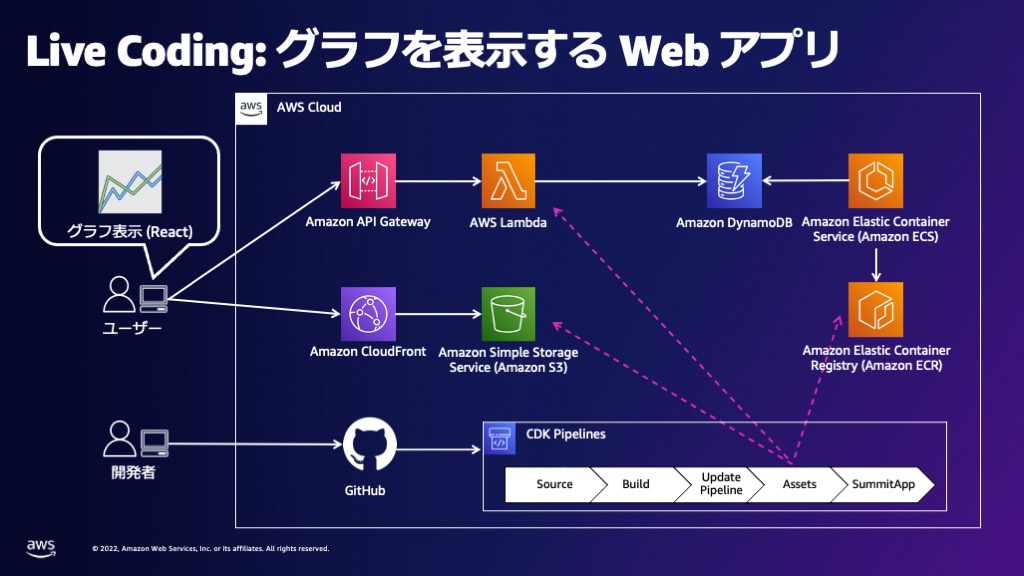 Live Coding: グラフを表示する Web アプリ
aws
AWS Cloud
グラフ表示 (React)
Amazon API Gateway
AWS Lambda
Amazon DynamoDB
Amazon Elastic Container
Service (Amazon ECS)
ユーザー
Amazon CloudFront
Amazon Simple Storage
Service (Amazon S3)
Amazon Elastic Container
Registry (Amazon ECR)
開発者
GitHub
CDK Pipelines
Source
Build
Update
Pipeline
Assets
SummitApp
aws
© 2022, Amazon Web Services, Inc. or its affiliates. All rights reserved.